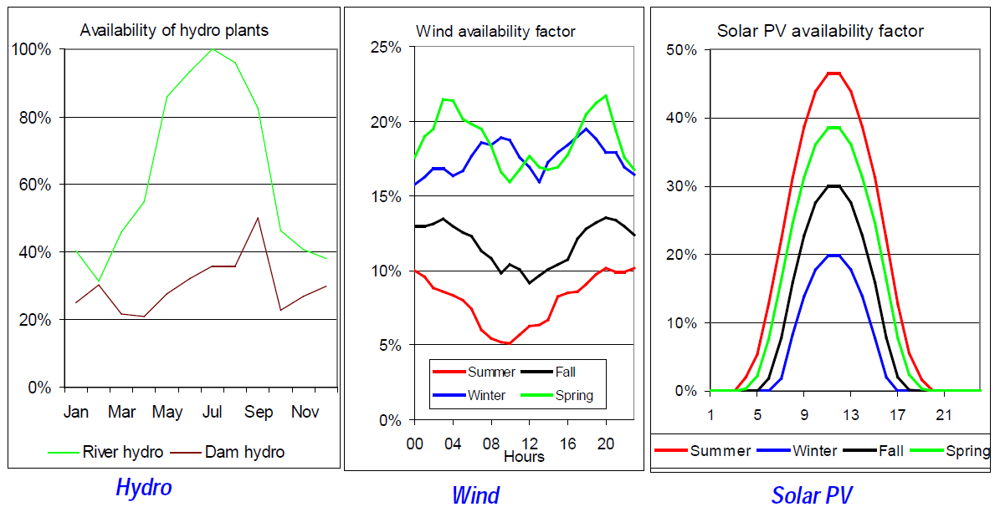 Availability of hydro plants
100%
80%
60%
40%
20%
0%
Jan Mar May Jul Sep Nov
River hydro Dam hydro
Hydro
Wind availability factor
25%
20%
15%
10%
5%
0%
00 04 08 12 16 20
Hours
Summer Fall
Winter Spring
Wind
Solar PV availability factor
50%
40%
30%
20%
10%
0%
1 5 9 13 17 21
Summer Winter Fall Spring
Solar PV